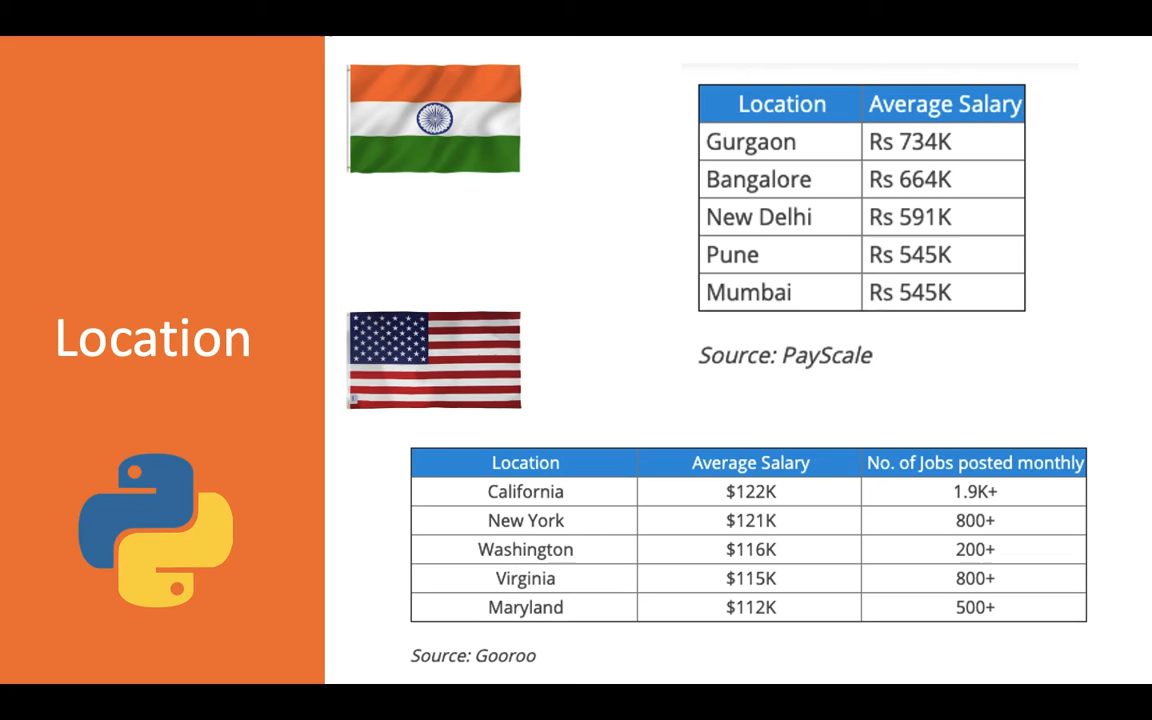 Location
Location Average Salary
Gurgaon Rs 734K
Bangalore Rs 664K
New Delhi Rs 591K
Pune Rs 545K
Mumbai Rs 545K
Source: PayScale
Location Average Salary No. of Jobs posted monthly
California $122K 1.9K+
New York $121K 800+
Washington $116K 200+
Virginia $115K 800+
Maryland $112K 500+
Source: Gooroo